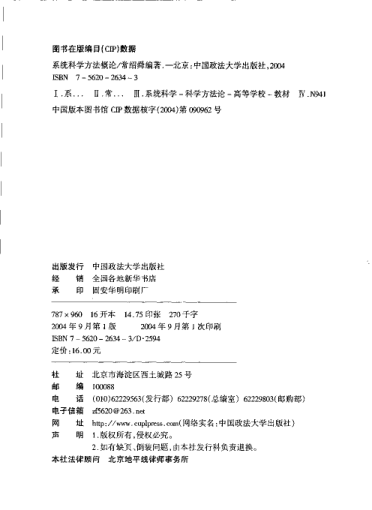 图书在版编目(CIP)数据
系统科学方法概论/常绍舜编著.—北京:中国政法大学出版社,2004
ISBN 7-5620-2634-3
Ⅰ.系... Ⅱ.常... Ⅲ.系统科学-科学方法论-高等学校-教材 Ⅳ.N941
中国版本图书馆CIP数据核字(2004)第090962号
出版发行 中国政法大学出版社
经 销 全国各地新华书店
承 印 固安华明印刷厂
787×960 16开本 14.75印张 270千字
2004年9月第1版 2004年9月第1次印刷
ISBN 7-5620-2634-3/D·2594
定价:16.00元
社 址 北京市海淀区西土城路25号
邮 编 100088
电 话 (010)62229563(发行部) 62229278(总编室) 62229803(邮购部)
电子信箱 zf5620@263.net
网 址 http://www.cuplpress.com(网络实名:中国政法大学出版社)
声 明 1.版权所有,侵权必究。
2.如有缺页、倒装问题,由本社发行科负责退换。
本社法律顾问 北京地平线律师事务所